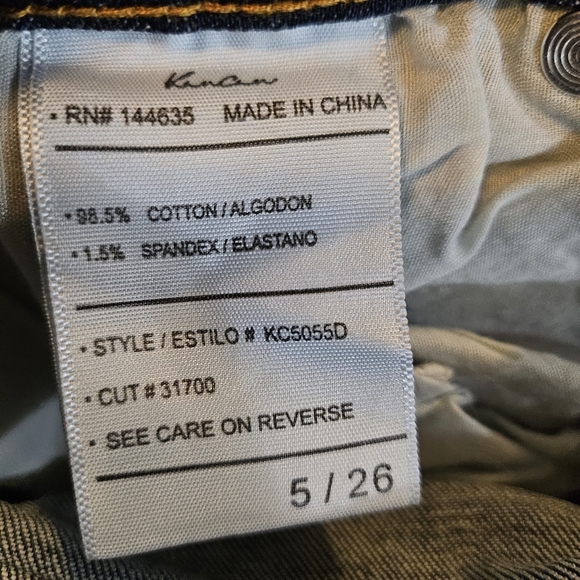 KanCan
• RN# 144635 MADE IN CHINA
• 98.5% COTTON / ALGODON
• 1.5% SPANDEX / ELASTANO
• STYLE / ESTILO # KC5055D
• CUT # 31700
• SEE CARE ON REVERSE
5 / 26